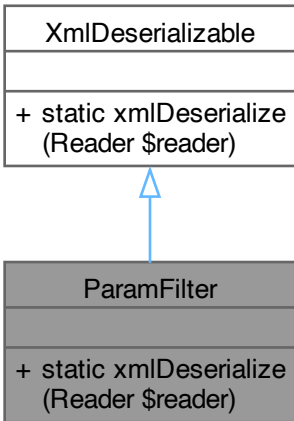 XmlDeserializable
+ static xmlDeserialize
(Reader $reader)
ParamFilter
+ static xmlDeserialize
(Reader $reader)